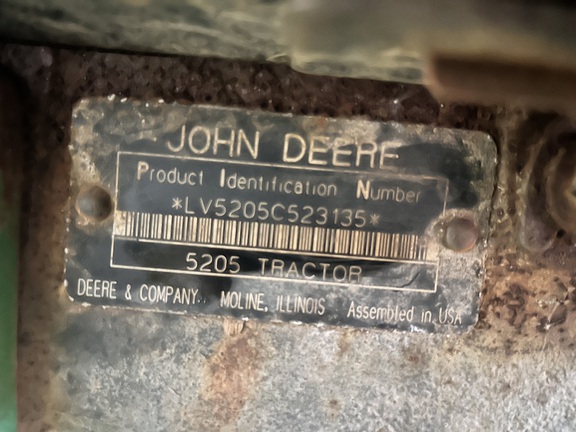 JOHN DEERE
Product Identification Number
*LV5205C523135*
5205 TRACTOR
DEERE & COMPANY. MOLINE, ILLINOIS Assembled in USA